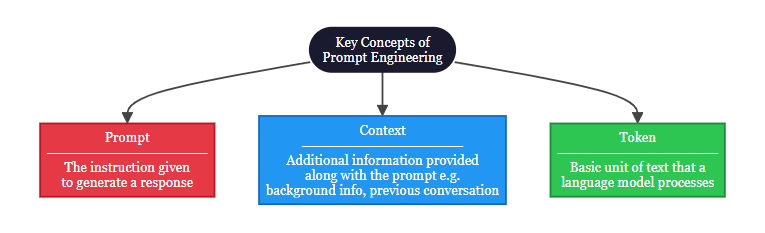 Key Concepts of
Prompt Engineering
Prompt
The instruction given
to generate a response
Context
Additional information provided
along with the prompt e.g.
background info, previous conversation
Token
Basic unit of text that a
language model processes